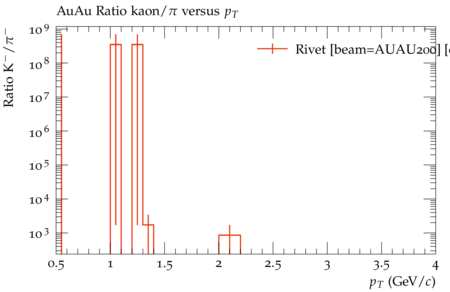 AuAu Ratio kaon/π versus p_T
Ratio K⁻/π⁻
10⁹
10⁸
10⁷
10⁶
10⁵
10⁴
10³
Rivet [beam=AUAU200]
0.5 1 1.5 2 2.5 3 3.5 4
p_T (GeV/c)